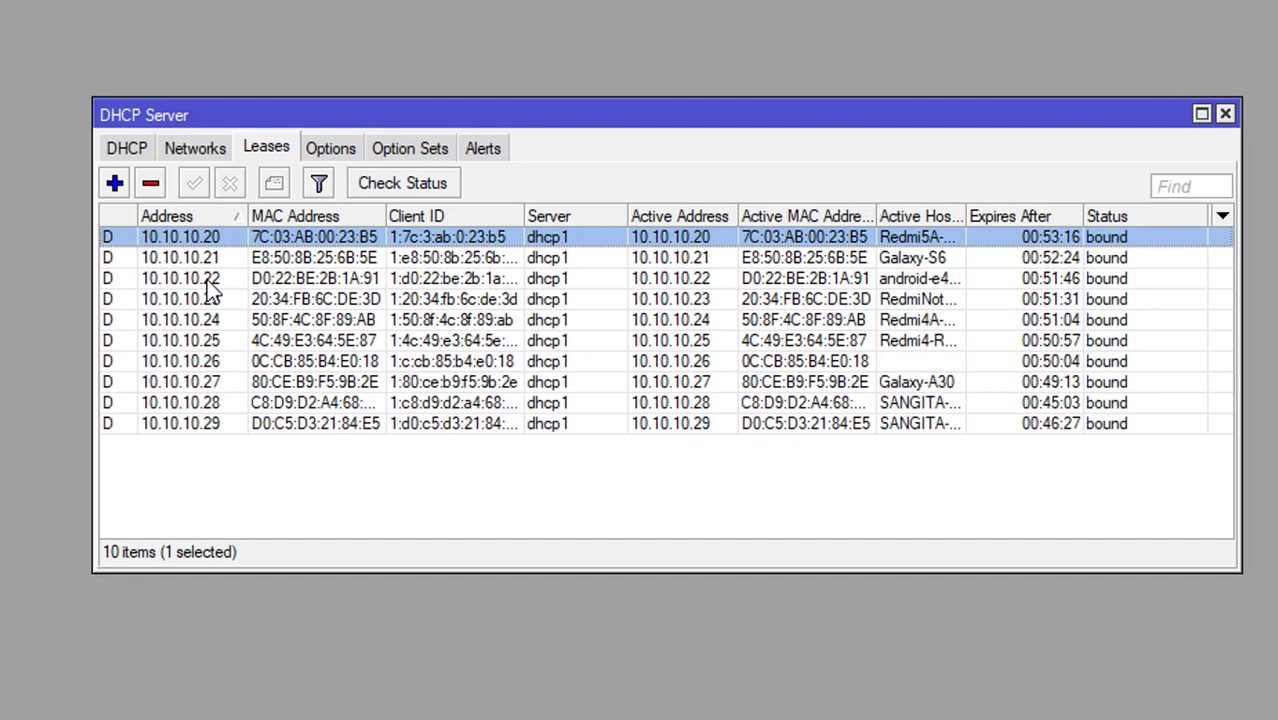 DHCP Server
DHCP Networks Leases Options Option Sets Alerts
Check Status Find
Address MAC Address Client ID Server Active Address Active MAC Addre... Active Hos... Expires After Status
D 10.10.10.20 7C:03:AB:00:23:B5 1:7c:3:ab:0:23:b5 dhcp1 10.10.10.20 7C:03:AB:00:23:B5 Redmi5A-... 00:53:16 bound
D 10.10.10.21 E8:50:8B:25:6B:5E 1:e8:50:8b:25:6b:... dhcp1 10.10.10.21 E8:50:8B:25:6B:5E Galaxy-S6 00:52:24 bound
D 10.10.10.22 D0:22:BE:2B:1A:91 1:d0:22:be:2b:1a:... dhcp1 10.10.10.22 D0:22:BE:2B:1A:91 android-e4... 00:51:46 bound
D 20:34:FB:6C:DE:3D 1:20:34:fb:6c:de:3d dhcp1 10.10.10.23 20:34:FB:6C:DE:3D RedmiNot... 00:51:31 bound
D 10.10.10.24 50:8F:4C:8F:89:AB 1:50:8f:4c:8f:89:ab dhcp1 10.10.10.24 50:8F:4C:8F:89:AB Redmi4A-... 00:51:04 bound
D 10.10.10.25 4C:49:E3:64:5E:87 1:4c:49:e3:64:5e:... dhcp1 10.10.10.25 4C:49:E3:64:5E:87 Redmi4-R... 00:50:57 bound
D 10.10.10.26 0C:CB:85:B4:E0:18 1:c:cb:85:b4:e0:18 dhcp1 10.10.10.26 0C:CB:85:B4:E0:18 00:50:04 bound
D 10.10.10.27 80:CE:B9:F5:9B:2E 1:80:ce:b9:f5:9b:2e dhcp1 10.10.10.27 80:CE:B9:F5:9B:2E Galaxy-A30 00:49:13 bound
D 10.10.10.28 C8:D9:D2:A4:68:... 1:c8:d9:d2:a4:68:... dhcp1 10.10.10.28 C8:D9:D2:A4:68:... SANGITA-... 00:45:03 bound
D 10.10.10.29 D0:C5:D3:21:84:E5 1:d0:c5:d3:21:84:... dhcp1 10.10.10.29 D0:C5:D3:21:84:E5 SANGITA-... 00:46:27 bound
10 items (1 selected)